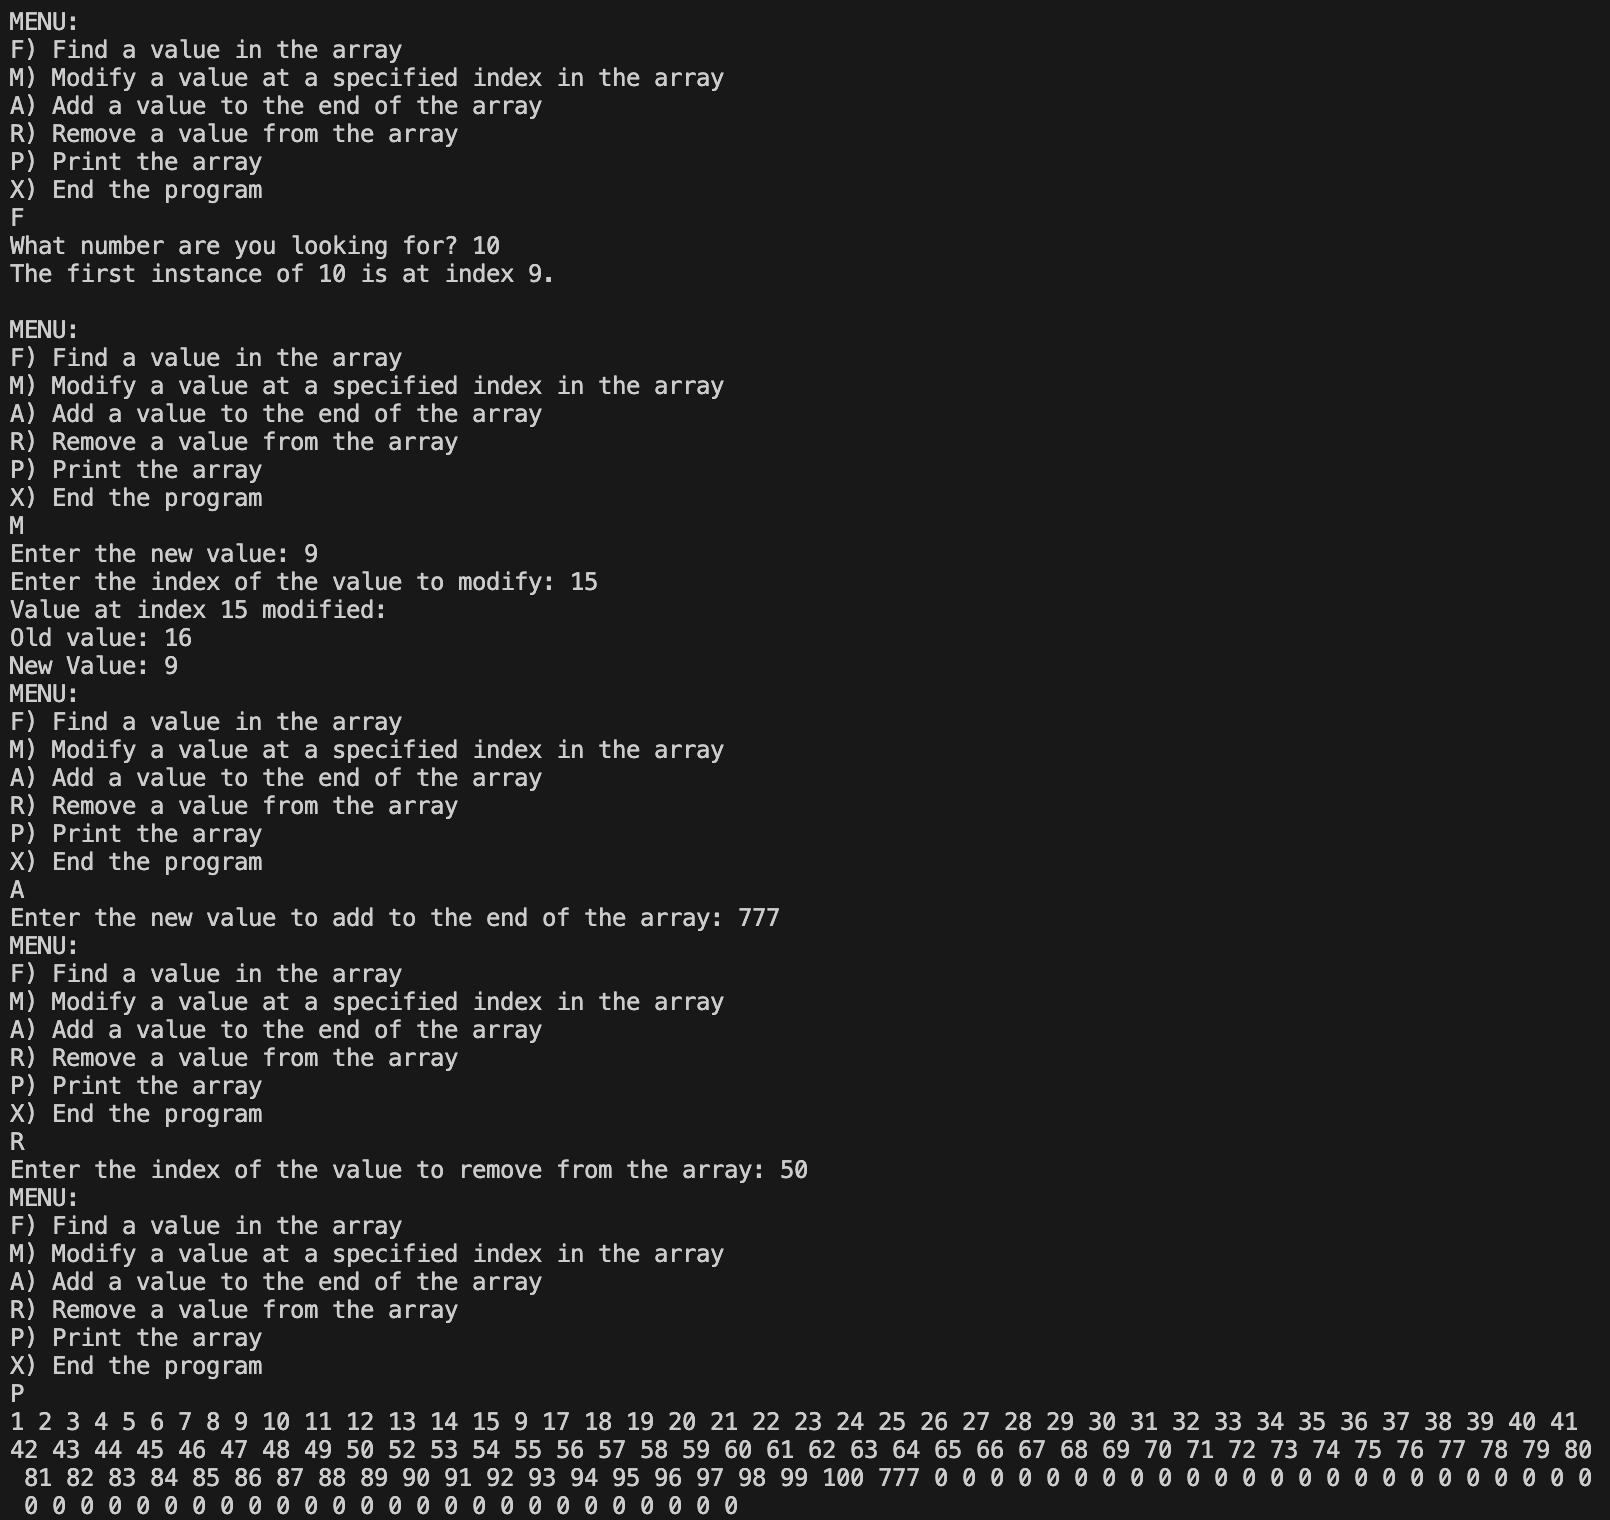 MENU:
F) Find a value in the array
M) Modify a value at a specified index in the array
A) Add a value to the end of the array
R) Remove a value from the array
P) Print the array
X) End the program
F
What number are you looking for? 10
The first instance of 10 is at index 9.

MENU:
F) Find a value in the array
M) Modify a value at a specified index in the array
A) Add a value to the end of the array
R) Remove a value from the array
P) Print the array
X) End the program
M
Enter the new value: 9
Enter the index of the value to modify: 15
Value at index 15 modified:
Old value: 16
New Value: 9
MENU:
F) Find a value in the array
M) Modify a value at a specified index in the array
A) Add a value to the end of the array
R) Remove a value from the array
P) Print the array
X) End the program
A
Enter the new value to add to the end of the array: 777
MENU:
F) Find a value in the array
M) Modify a value at a specified index in the array
A) Add a value to the end of the array
R) Remove a value from the array
P) Print the array
X) End the program
R
Enter the index of the value to remove from the array: 50
MENU:
F) Find a value in the array
M) Modify a value at a specified index in the array
A) Add a value to the end of the array
R) Remove a value from the array
P) Print the array
X) End the program
P
1 2 3 4 5 6 7 8 9 10 11 12 13 14 15 9 17 18 19 20 21 22 23 24 25 26 27 28 29 30 31 32 33 34 35 36 37 38 39 40 41
42 43 44 45 46 47 48 49 50 52 53 54 55 56 57 58 59 60 61 62 63 64 65 66 67 68 69 70 71 72 73 74 75 76 77 78 79 80
 81 82 83 84 85 86 87 88 89 90 91 92 93 94 95 96 97 98 99 100 777 0 0 0 0 0 0 0 0 0 0 0 0 0 0 0 0 0 0 0 0 0 0 0 0
 0 0 0 0 0 0 0 0 0 0 0 0 0 0 0 0 0 0 0 0 0 0 0 0 0 0